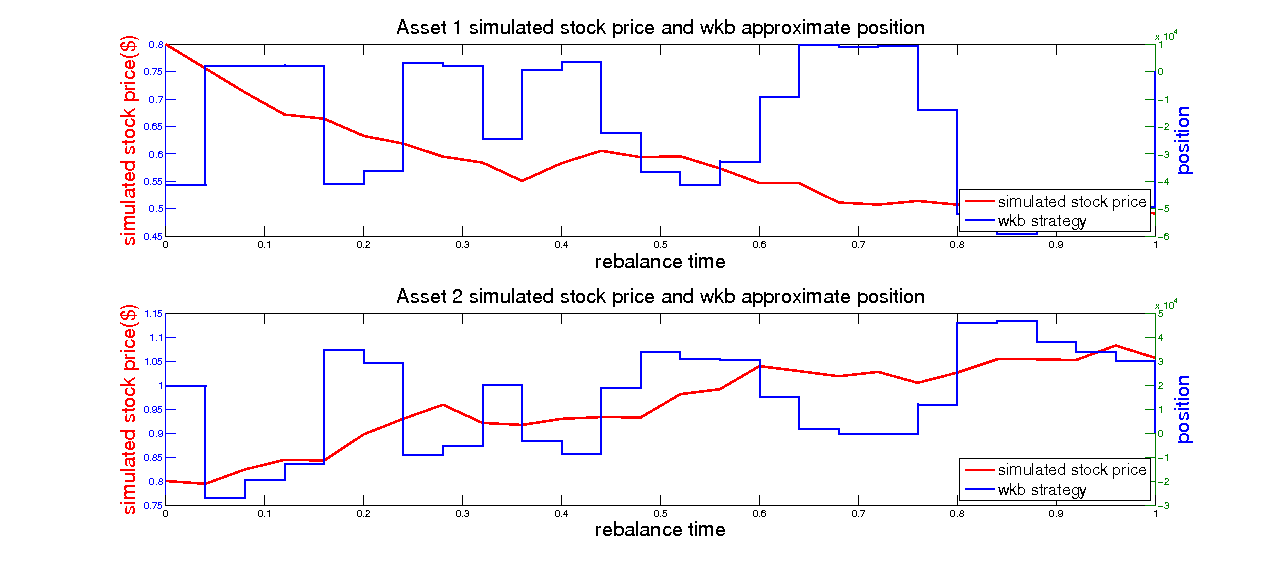 Asset 1 simulated stock price and wkb approximate position
simulated stock price($)
0.8
0.75
0.7
0.65
0.6
0.55
0.5
0.45
x 10^4
1
0
-1
-2
-3
-4
-5
-6
position
simulated stock price
wkb strategy
0 0.1 0.2 0.3 0.4 0.5 0.6 0.7 0.8 0.9 1
rebalance time
Asset 2 simulated stock price and wkb approximate position
simulated stock price($)
1.15
1.1
1.05
1
0.95
0.9
0.85
0.8
0.75
x 10^4
5
4
3
2
1
0
-1
-2
-3
position
simulated stock price
wkb strategy
0 0.1 0.2 0.3 0.4 0.5 0.6 0.7 0.8 0.9 1
rebalance time